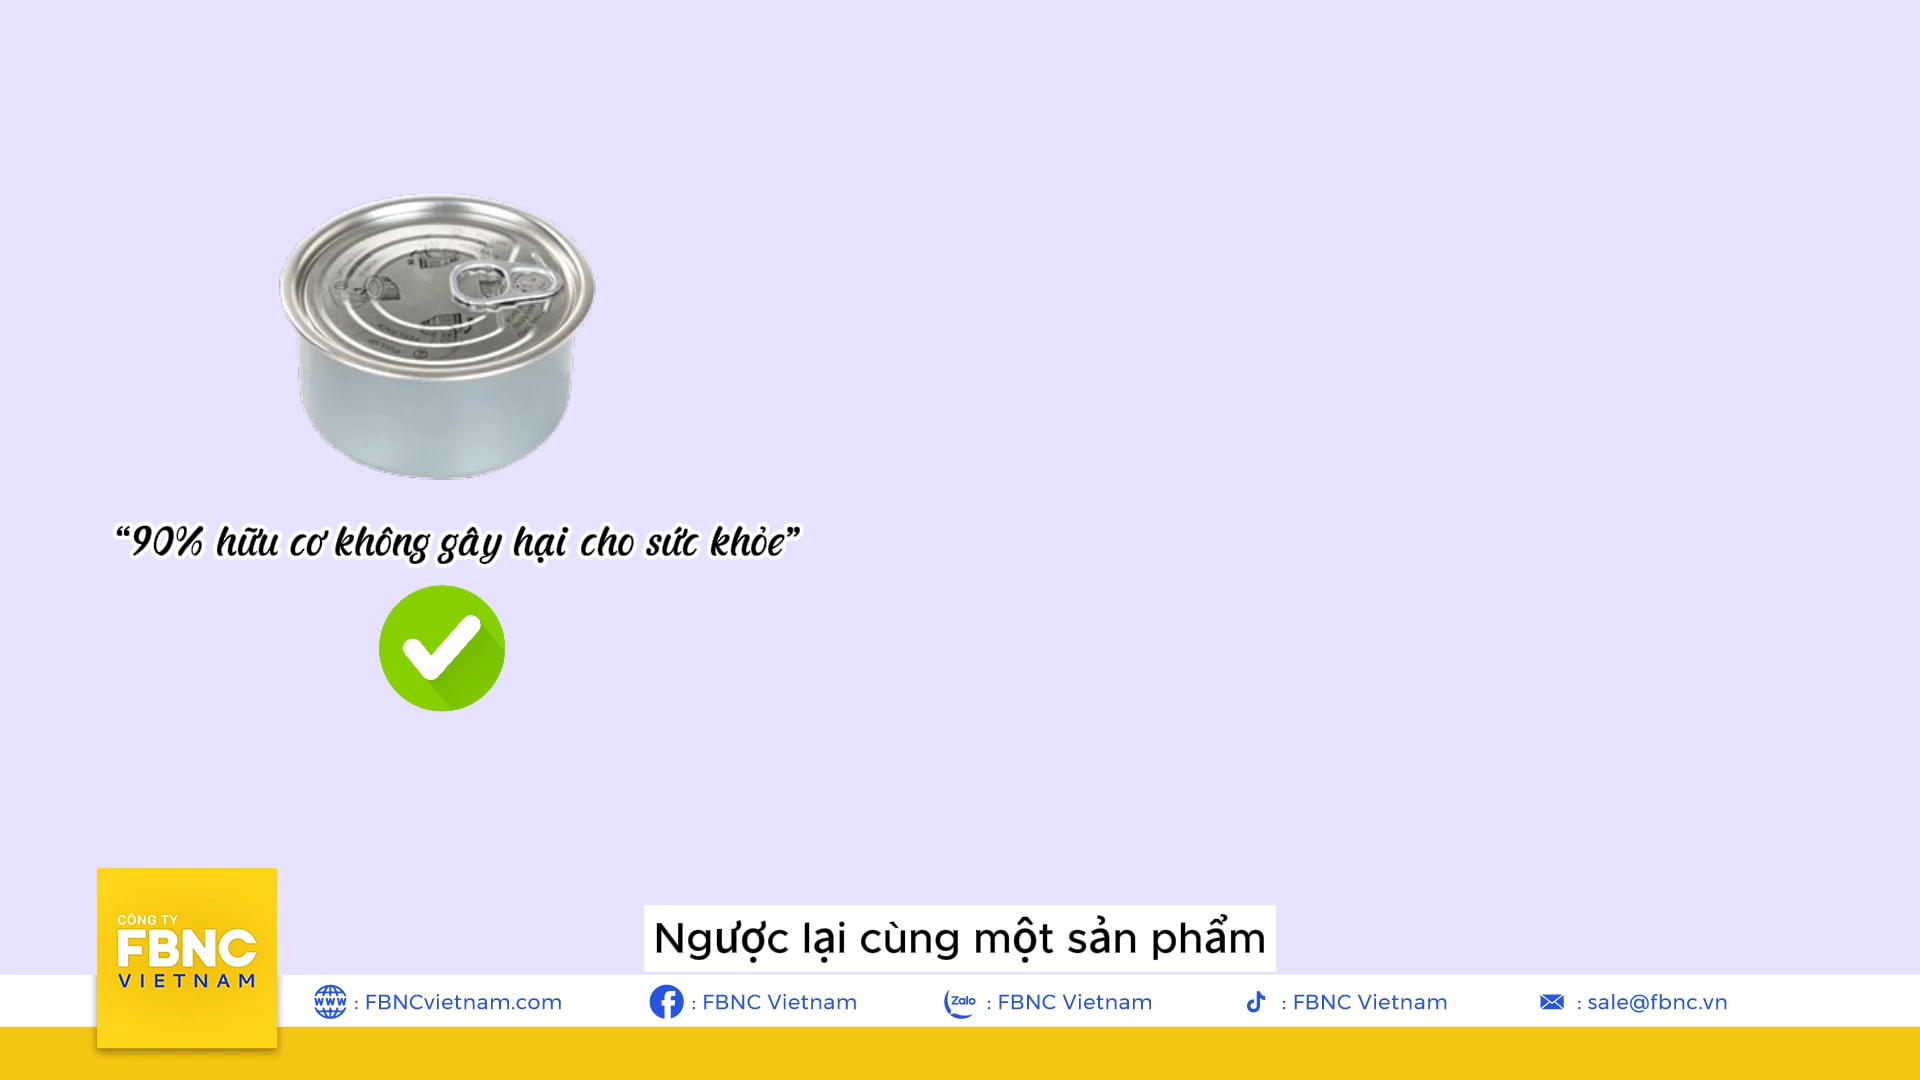 “90% hữu cơ không gây hại cho sức khỏe”
Ngược lại cùng một sản phẩm
CÔNG TY
FBNC
VIETNAM
www : FBNCvietnam.com
: FBNC Vietnam
Zalo : FBNC Vietnam
: FBNC Vietnam
: sale@fbnc.vn